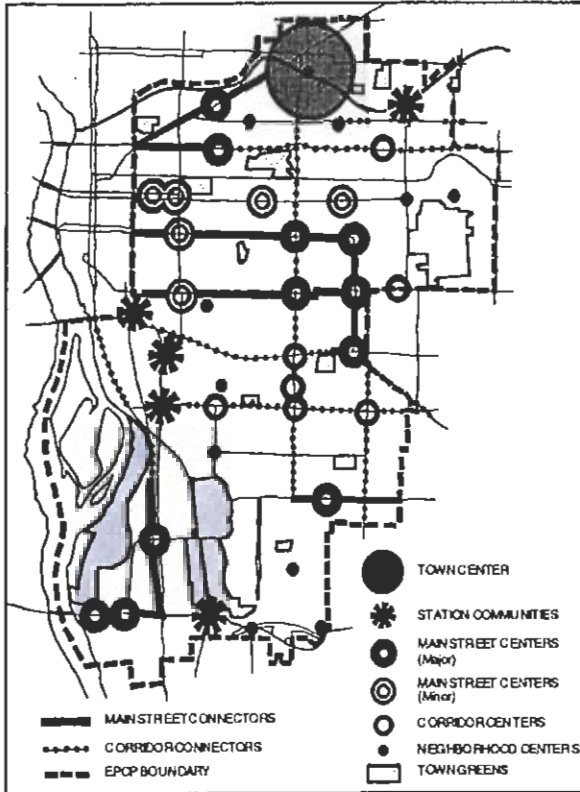 TOWN CENTER
STATION COMMUNITIES
MAIN STREET CENTERS
(Major)
MAIN STREET CENTERS
(Minor)
CORRIDOR CENTERS
NEIGHBORHOOD CENTERS
TOWN GREENS
MAIN STREET CONNECTORS
CORRIDOR CONNECTORS
EPCP BOUNDARY